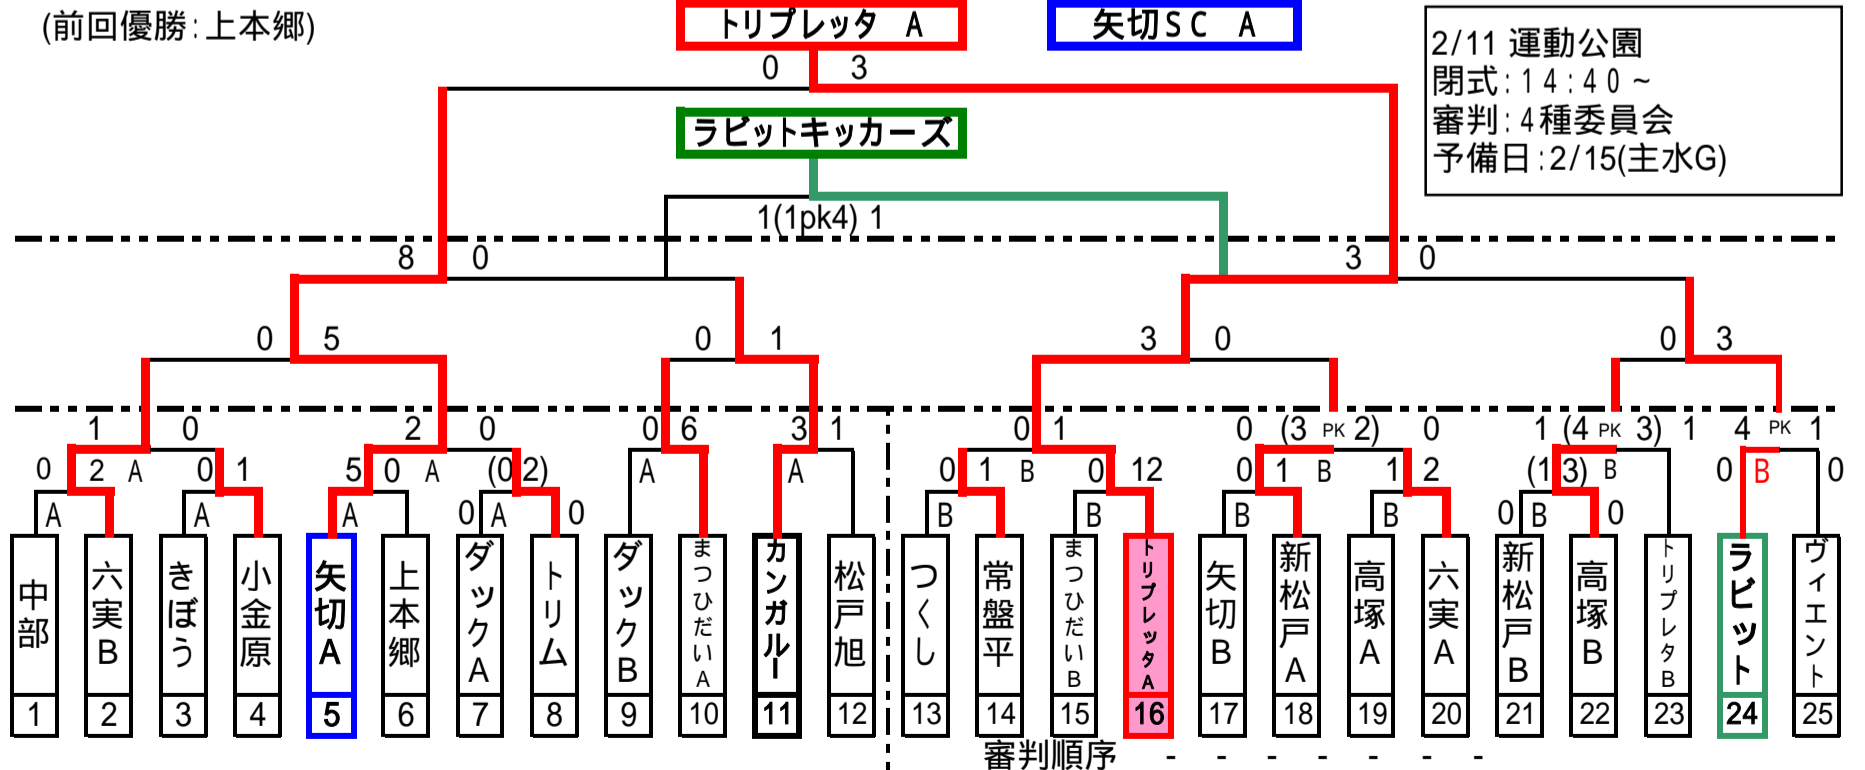 (前回優勝:上本郷)
トリプレッタ A
矢切SC A
2/11 運動公園
閉式:14:40~
審判:4種委員会
予備日:2/15(主水G)
0 3
ラビットキッカーズ
1(1pk4) 1
8 0 3 0
0 5 0 1 3 0 0 3
1 0 2 0 0 6 3 1 0 1 0 (3 PK 2) 0 1 (4 PK 3) 1 4 PK 1
0 2 A 0 1 5 0 A (0 2) A A 0 1 B 0 12 0 1 B 1 2 (1 3) B 0 B 0
A A A 0 A 0 B B B B 0 B 0
中部 六実B きぼう 小金原 矢切A 上本郷 ダックA トリム ダックB まつひだいA カンガルー 松戸旭 つくし 常盤平 まつひだいB トリプレッタA 矢切B 新松戸A 高塚A 六実A 新松戸B 高塚B トリプレタB ラビット ヴィエント
1 2 3 4 5 6 7 8 9 10 11 12 13 14 15 16 17 18 19 20 21 22 23 24 25
審判順序 - - - - - - -